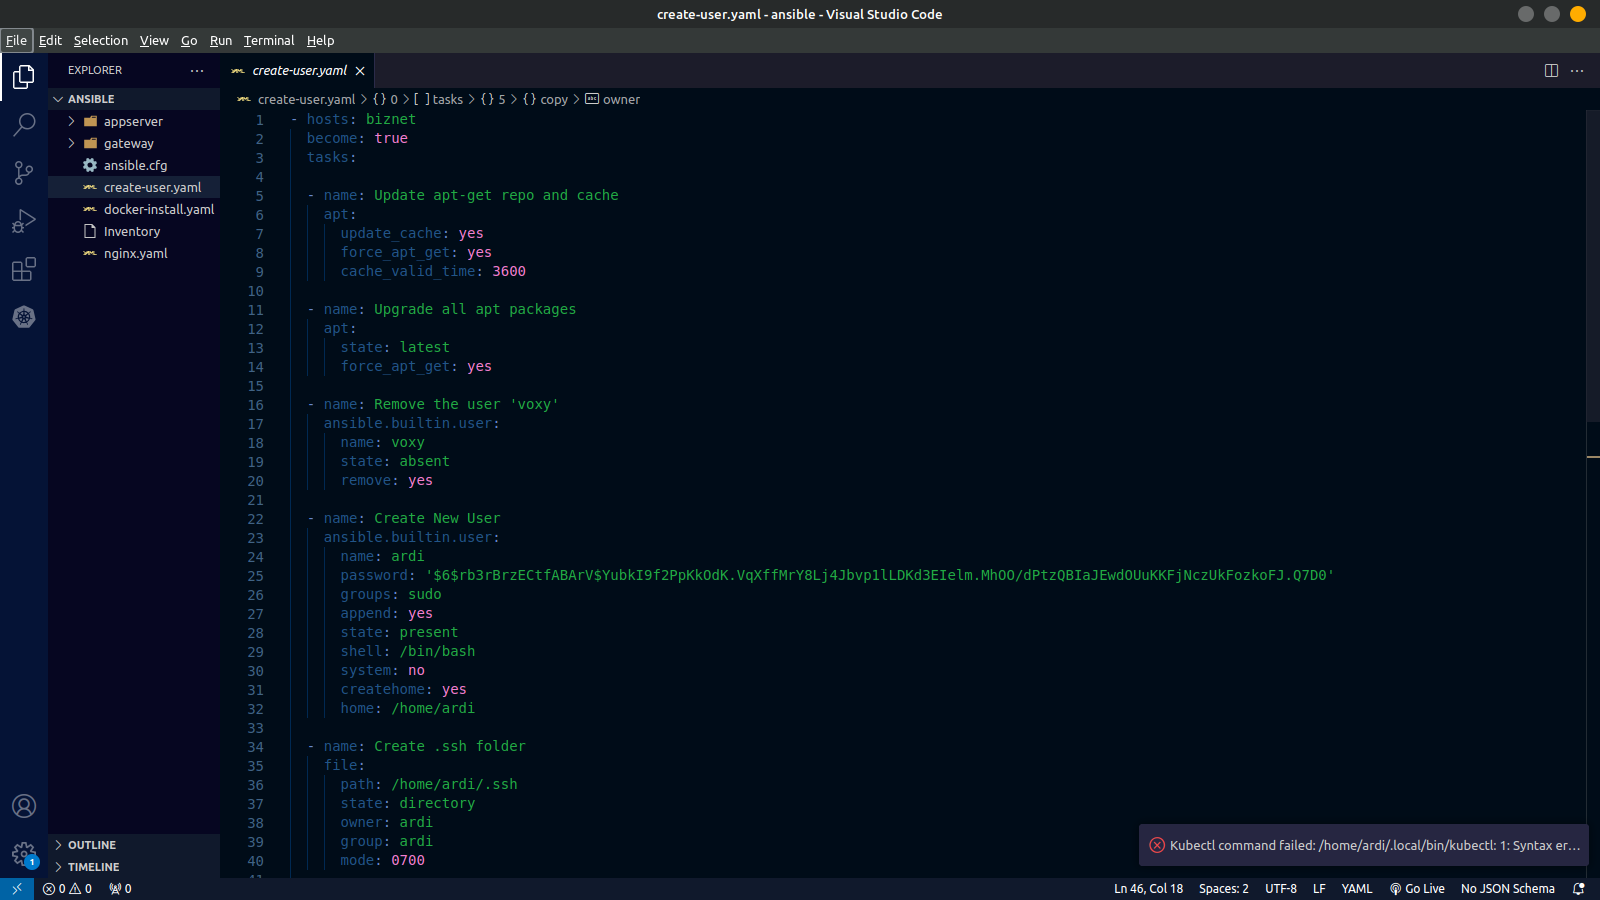 create-user.yaml - ansible - Visual Studio Code
File Edit Selection View Go Run Terminal Help
EXPLORER ···
ANSIBLE
appserver
gateway
ansible.cfg
create-user.yaml
docker-install.yaml
Inventory
nginx.yaml
OUTLINE
TIMELINE
create-user.yaml
create-user.yaml > {} 0 > [ ] tasks > {} 5 > {} copy > owner
1 - hosts: biznet
2 become: true
3 tasks:
4
5 - name: Update apt-get repo and cache
6 apt:
7 update_cache: yes
8 force_apt_get: yes
9 cache_valid_time: 3600
10
11 - name: Upgrade all apt packages
12 apt:
13 state: latest
14 force_apt_get: yes
15
16 - name: Remove the user 'voxy'
17 ansible.builtin.user:
18 name: voxy
19 state: absent
20 remove: yes
21
22 - name: Create New User
23 ansible.builtin.user:
24 name: ardi
25 password: '$6$rb3rBrzECtfABArV$YubkI9f2PpKkOdK.VqXffMrY8Lj4Jbvp1lLDKd3EIelm.MhOO/dPtzQBIaJEwdOUuKKFjNczUkFozkoFJ.Q7D0'
26 groups: sudo
27 append: yes
28 state: present
29 shell: /bin/bash
30 system: no
31 createhome: yes
32 home: /home/ardi
33
34 - name: Create .ssh folder
35 file:
36 path: /home/ardi/.ssh
37 state: directory
38 owner: ardi
39 group: ardi
40 mode: 0700
Kubectl command failed: /home/ardi/.local/bin/kubectl: 1: Syntax er...
1
0 0 0
Ln 46, Col 18 Spaces: 2 UTF-8 LF YAML Go Live No JSON Schema